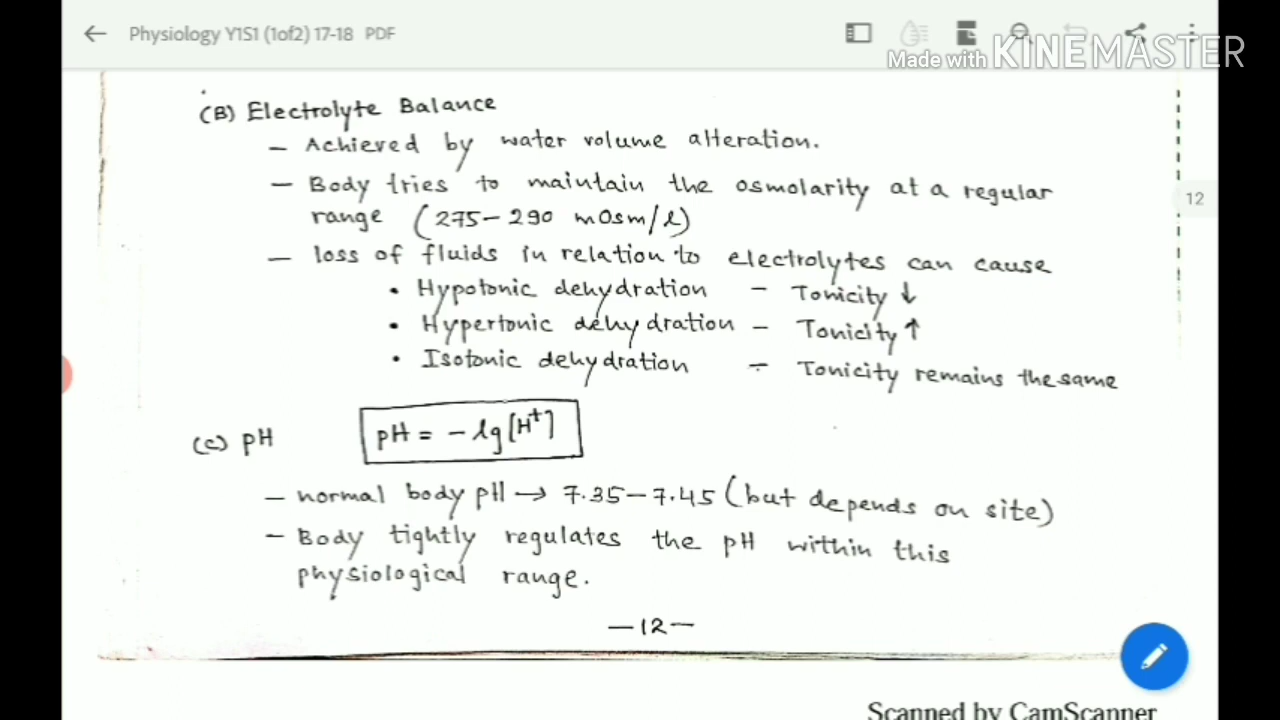 Physiology Y1S1 (1of2) 17-18 PDF
Made with KINEMASTER
(B) Electrolyte Balance
– Achieved by water volume alteration.
– Body tries to maintain the osmolarity at a regular
range (275–290 mOsm/l)
12
– loss of fluids in relation to electrolytes can cause
• Hypotonic dehydration – Tonicity ↓
• Hypertonic dehydration – Tonicity ↑
• Isotonic dehydration – Tonicity remains the same
(C) pH pH = –lg[H⁺]
– normal body pH → 7.35–7.45 (but depends on site)
– Body tightly regulates the pH within this
physiological range.
–12–
Scanned by CamScanner